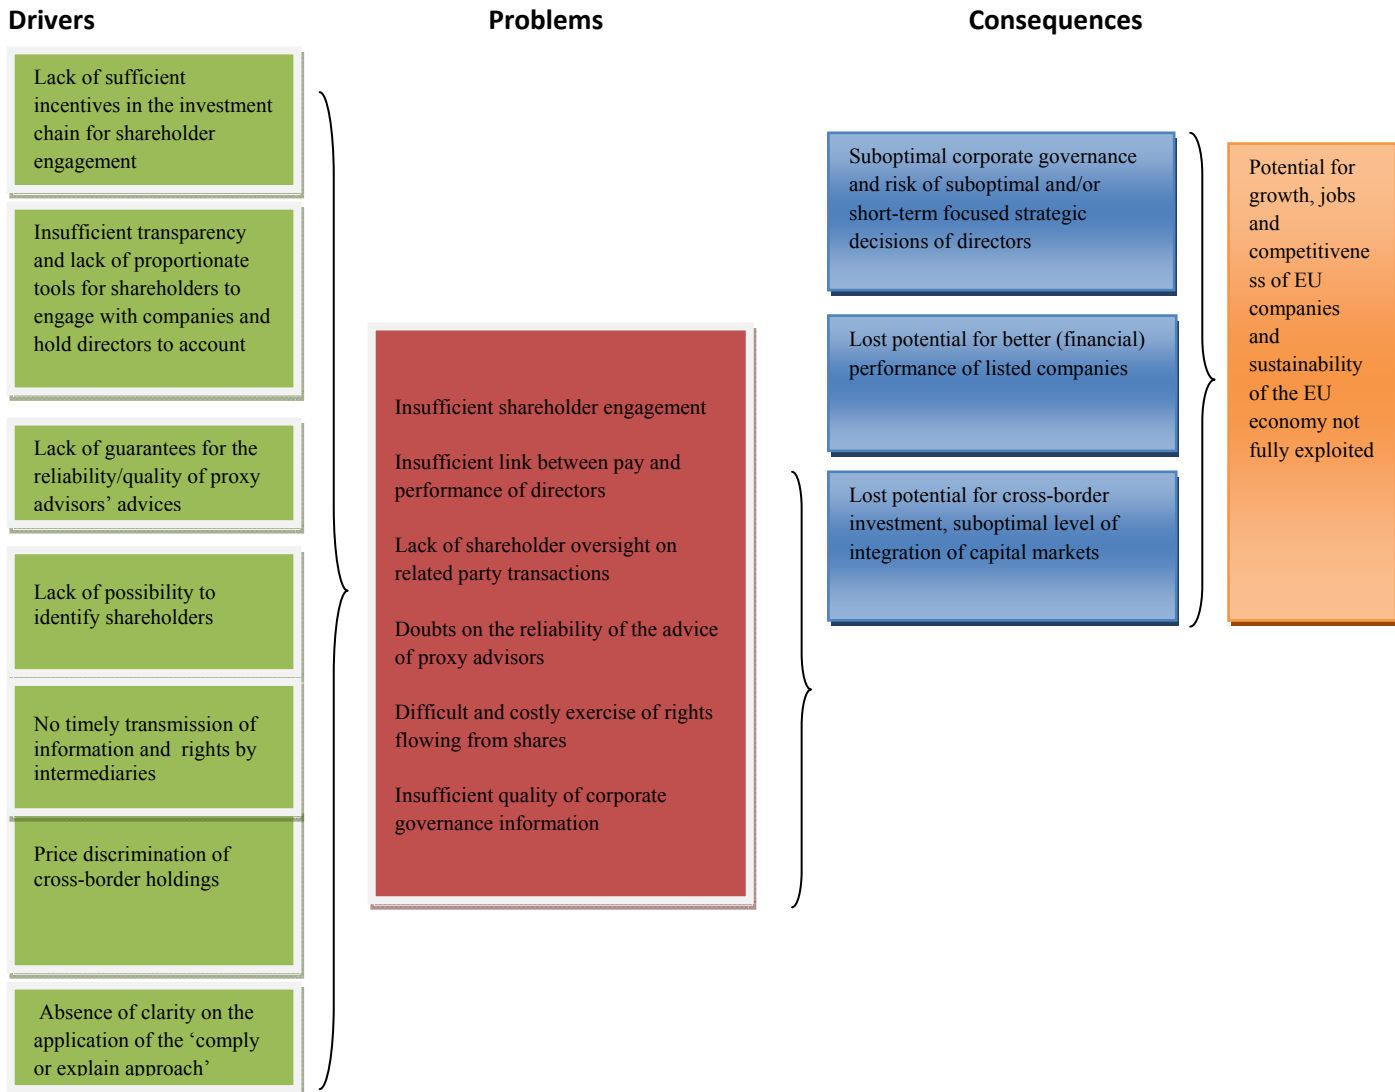 Drivers
Problems
Consequences
Lack of sufficient
incentives in the investment
chain for shareholder
engagement
Insufficient transparency
and lack of proportionate
tools for shareholders to
engage with companies and
hold directors to account
Lack of guarantees for the
reliability/quality of proxy
advisors’ advices
Lack of possibility to
identify shareholders
No timely transmission of
information and rights by
intermediaries
Price discrimination of
cross-border holdings
Absence of clarity on the
application of the ‘comply
or explain approach’
Insufficient shareholder engagement
Insufficient link between pay and
performance of directors
Lack of shareholder oversight on
related party transactions
Doubts on the reliability of the advice
of proxy advisors
Difficult and costly exercise of rights
flowing from shares
Insufficient quality of corporate
governance information
Suboptimal corporate governance
and risk of suboptimal and/or
short-term focused strategic
decisions of directors
Lost potential for better (financial)
performance of listed companies
Lost potential for cross-border
investment, suboptimal level of
integration of capital markets
Potential for
growth, jobs
and
competitivene
ss of EU
companies
and
sustainability
of the EU
economy not
fully exploited